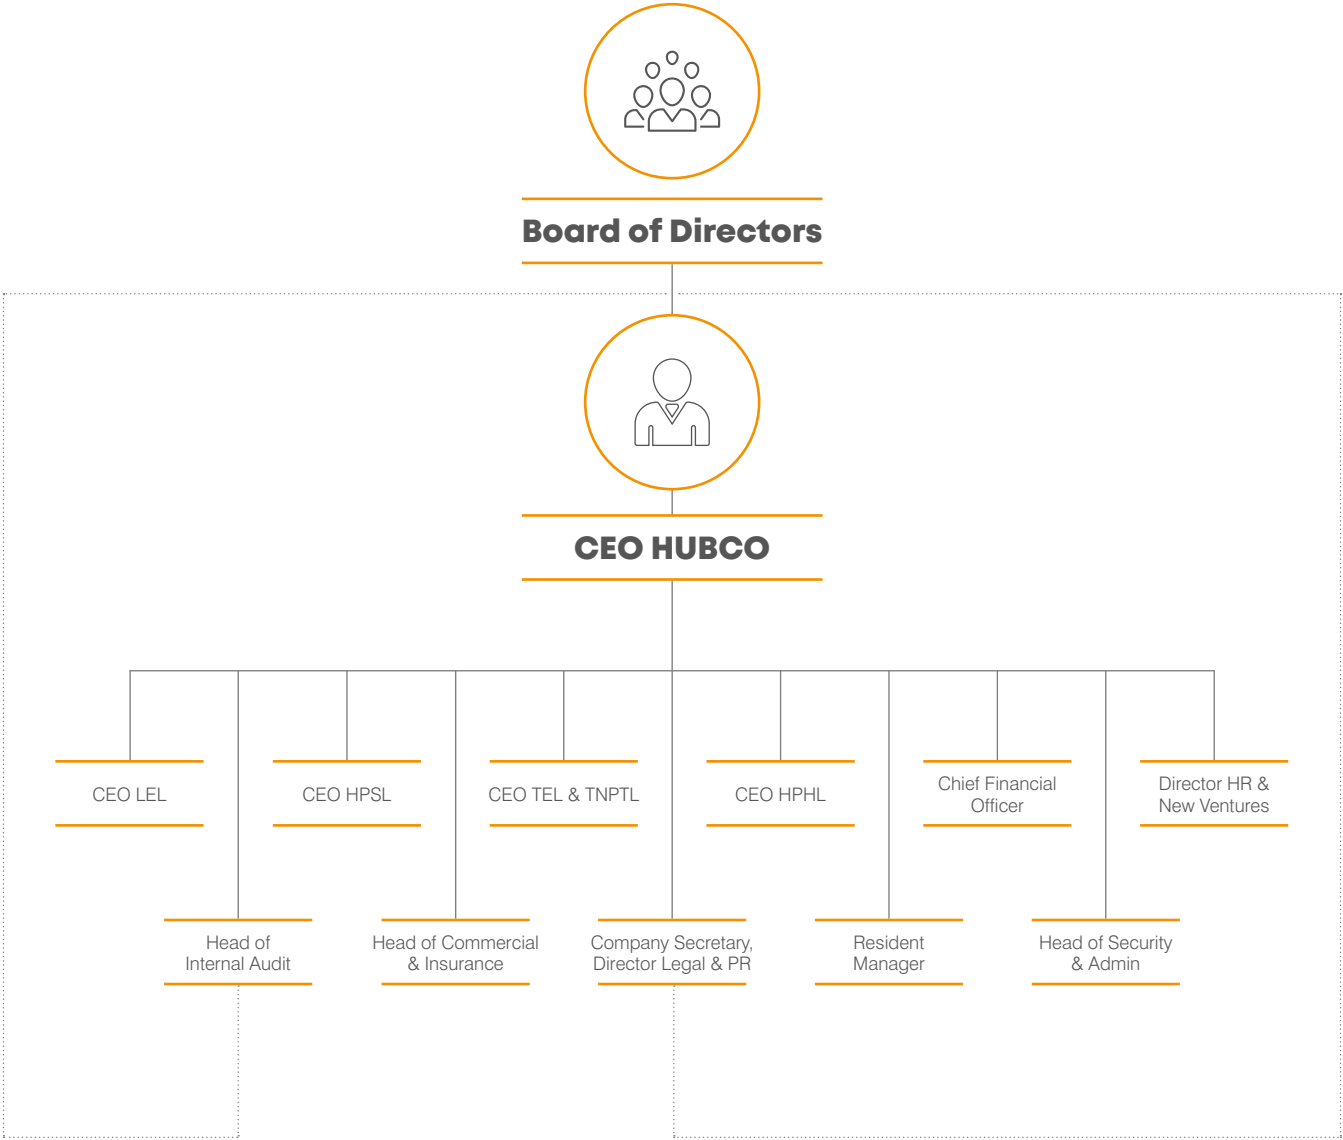 Board of Directors
CEO HUBCO
CEO LEL
CEO HPSL
CEO TEL & TNPTL
CEO HPHL
Chief Financial
Officer
Director HR &
New Ventures
Head of
Internal Audit
Head of Commercial
& Insurance
Company Secretary,
Director Legal & PR
Resident
Manager
Head of Security
& Admin